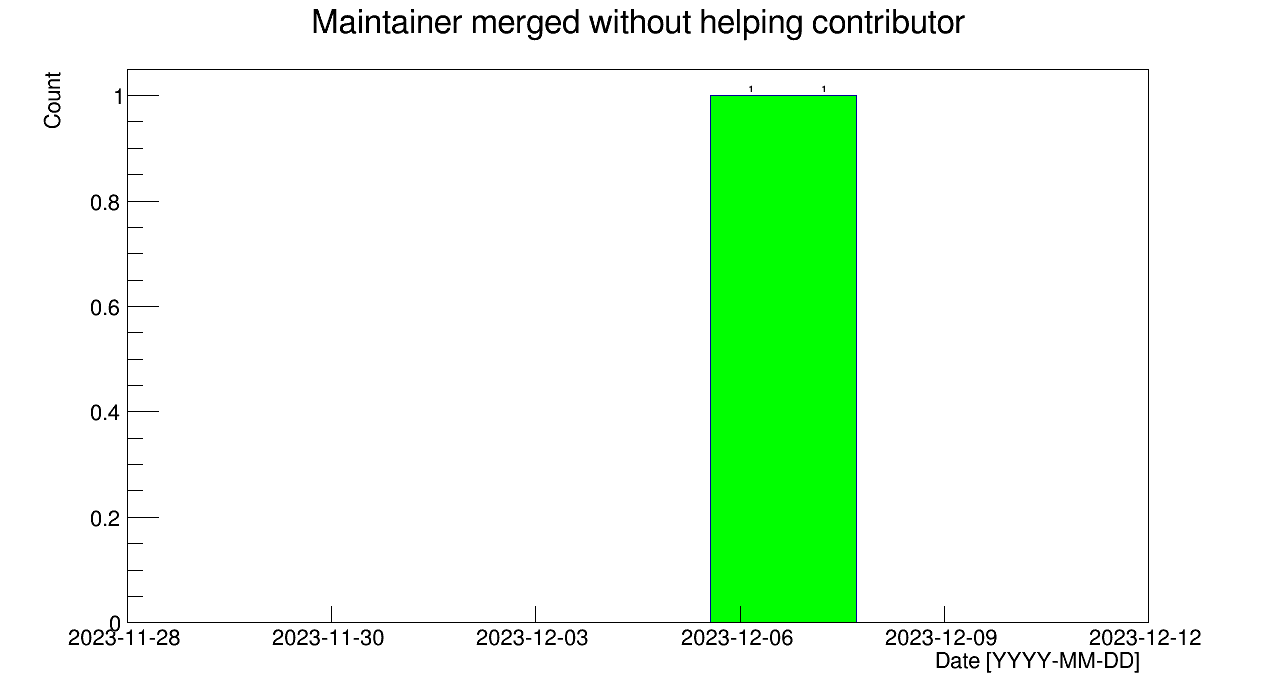 Maintainer merged without helping contributor
Count
1
1 1
0.8
0.6
0.4
0.2
0
2023-11-28 2023-11-30 2023-12-03 2023-12-06 2023-12-09 2023-12-12
Date [YYYY-MM-DD]